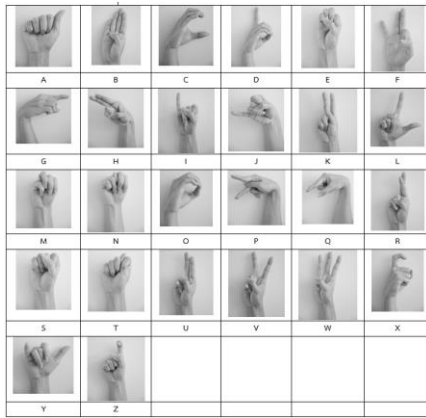 A B C D E F
G H I J K L
M N O P Q R
S T U V W X
Y Z